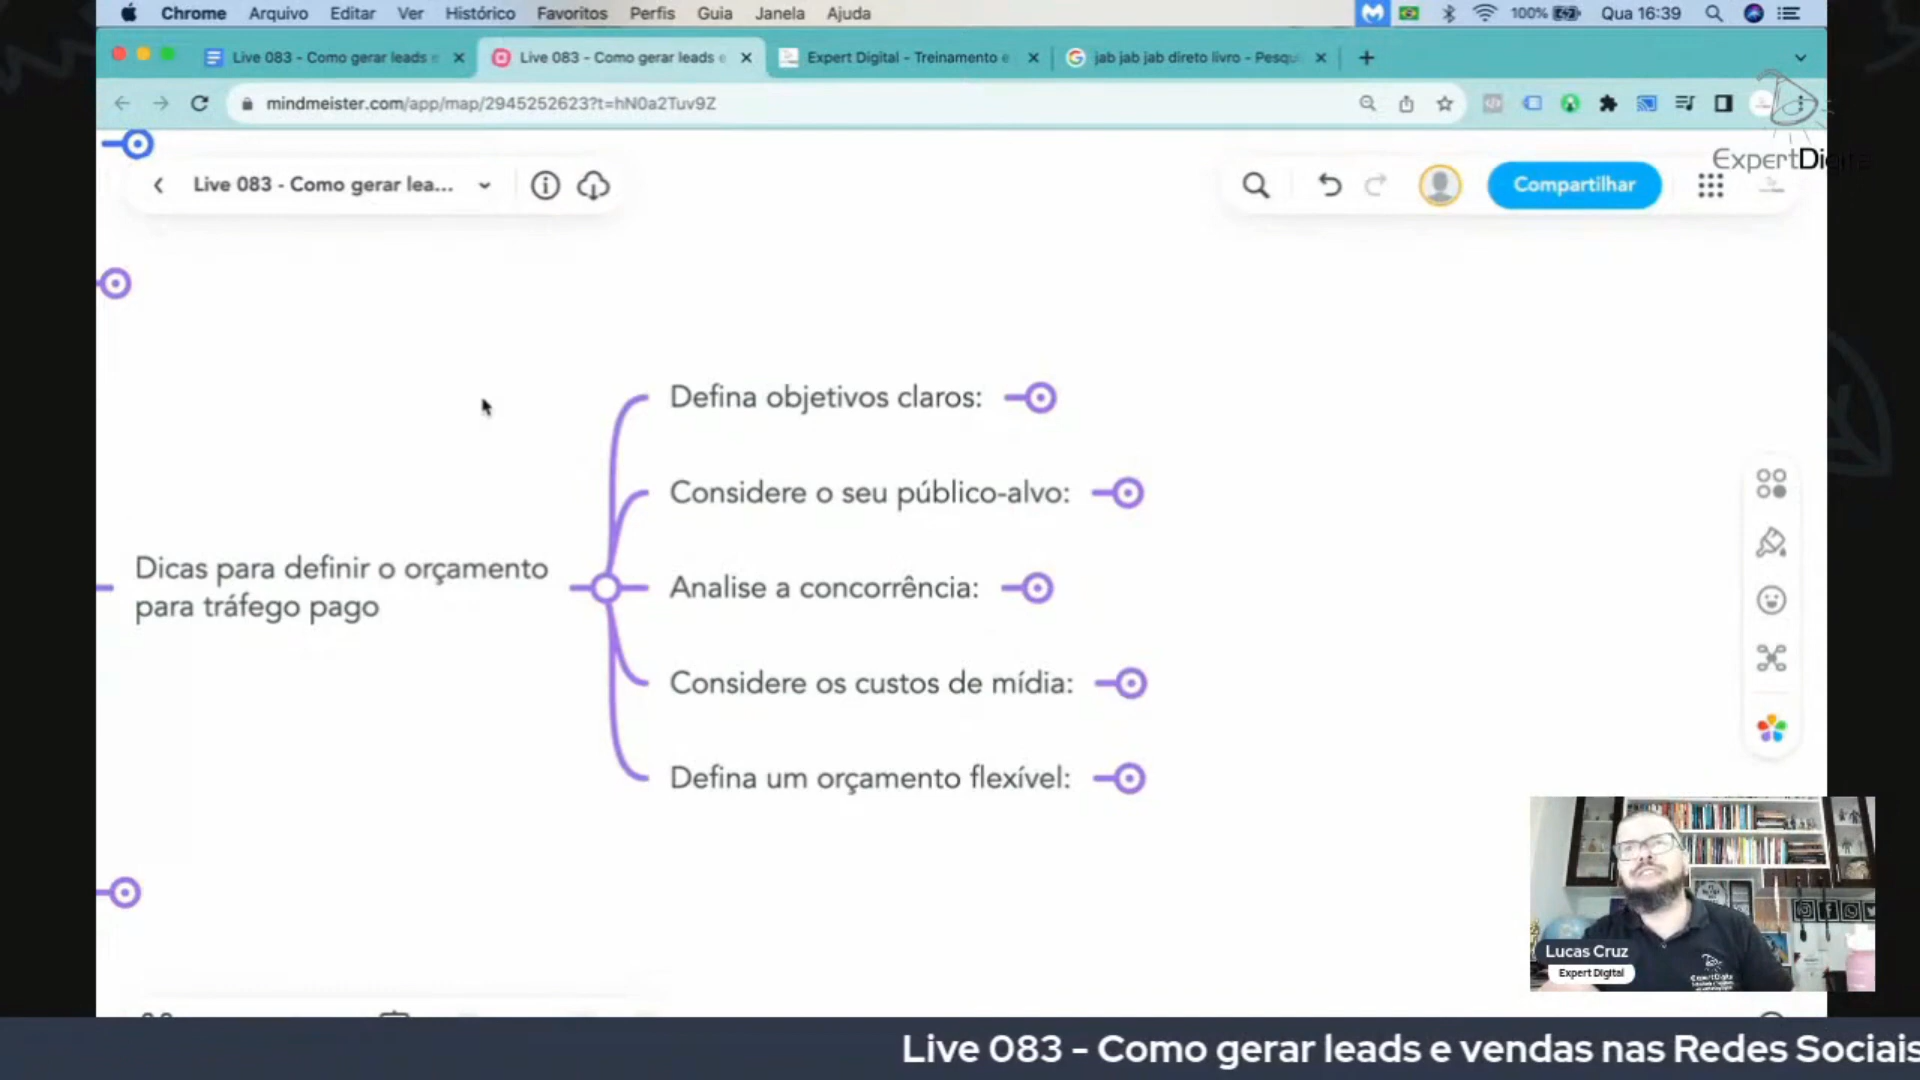 Chrome Arquivo Editar Ver Histórico Favoritos Perfis Guia Janela Ajuda 100% Qua 16:39
Live 083 - Como gerar leads e Live 083 - Como gerar leads e Expert Digital - Treinamento e jab jab jab direto livro - Pesqu
mindmeister.com/app/map/2945252623?t=hN0a2Tuv9Z
ExpertDigital
Live 083 - Como gerar lea... Compartilhar
Defina objetivos claros:
Considere o seu público-alvo:
Dicas para definir o orçamento
para tráfego pago
Analise a concorrência:
Considere os custos de mídia:
Defina um orçamento flexível:
Lucas Cruz
Expert Digital
ExpertDigital
Live 083 - Como gerar leads e vendas nas Redes Sociais